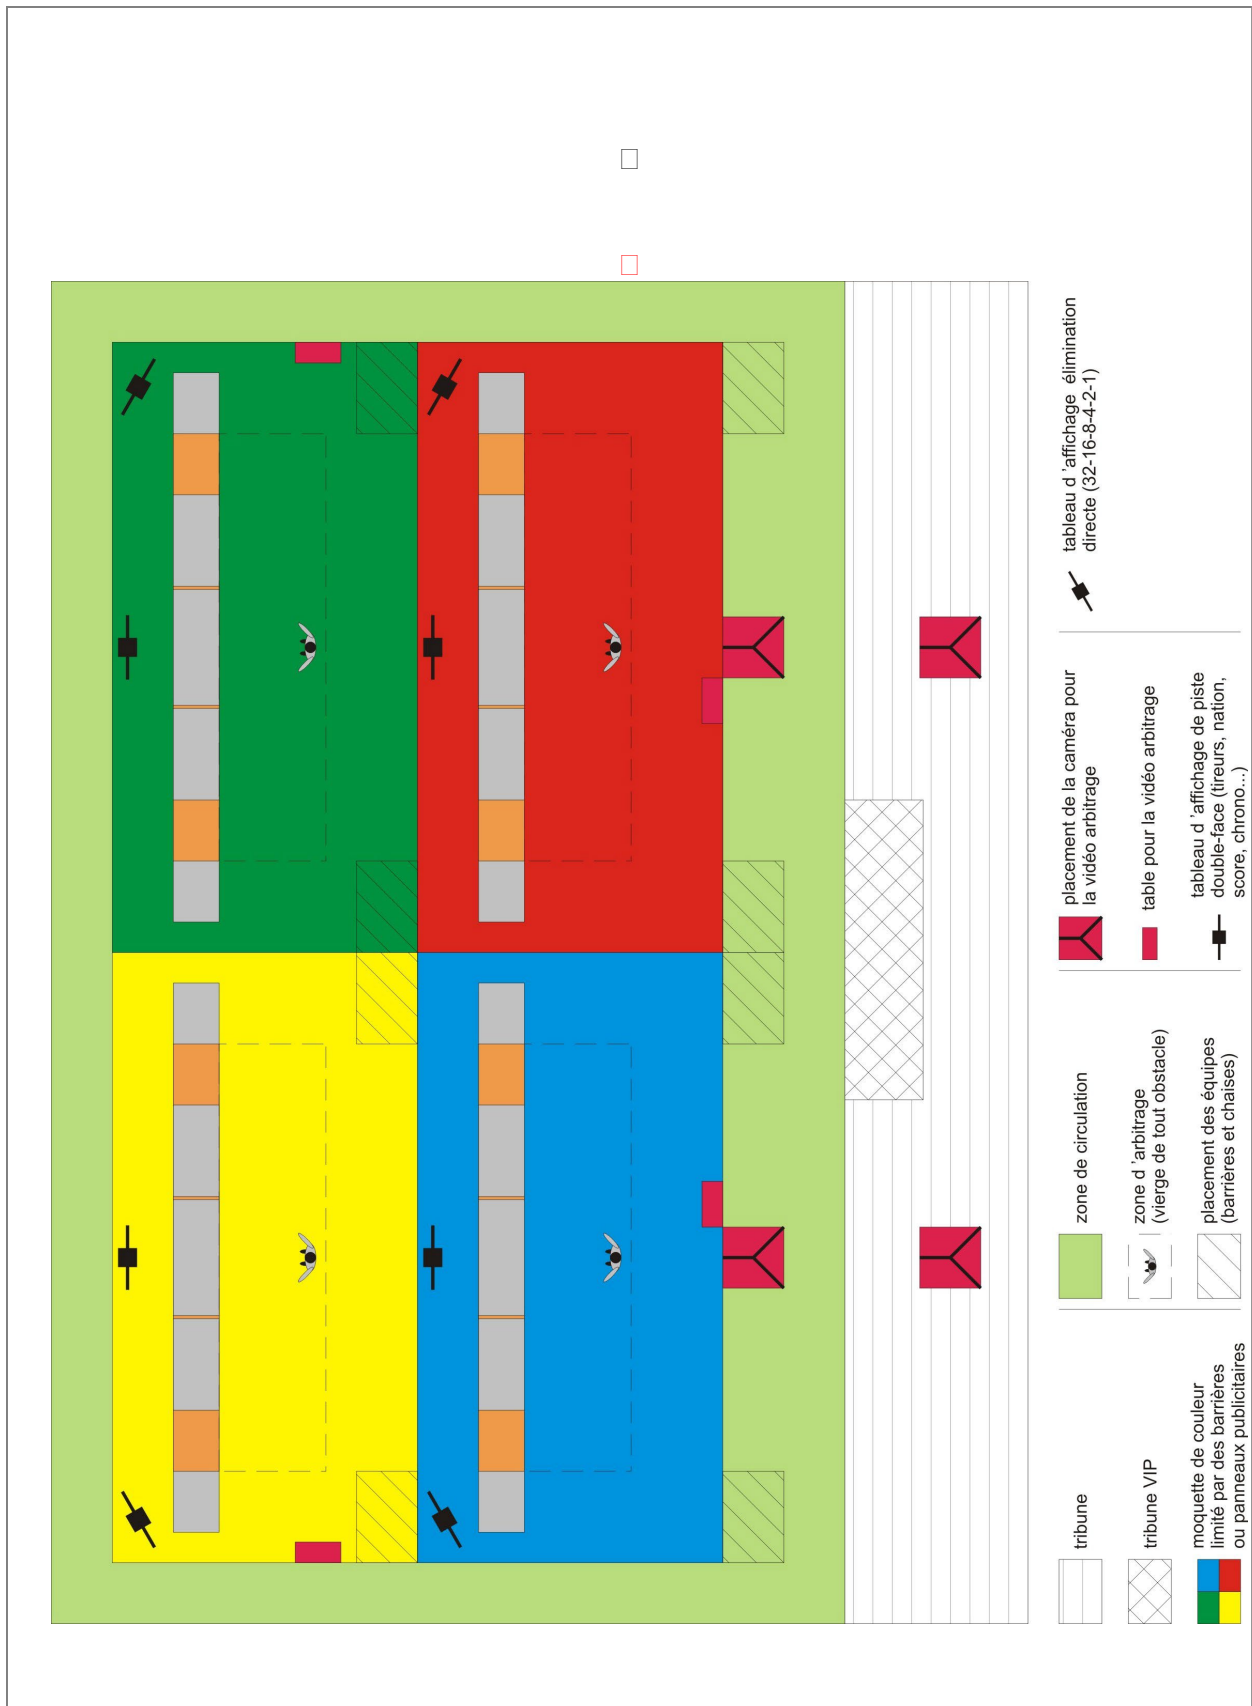 tribune
tribune VIP
moquette de couleur
limité par des barrières
ou panneaux publicitaires
zone de circulation
zone d 'arbitrage
(vierge de tout obstacle)
placement des équipes
(barrières et chaises)
placement de la caméra pour
la vidéo arbitrage
table pour la vidéo arbitrage
tableau d 'affichage de piste
double-face (tireurs, nation,
score, chrono...)
tableau d 'affichage élimination
directe (32-16-8-4-2-1)